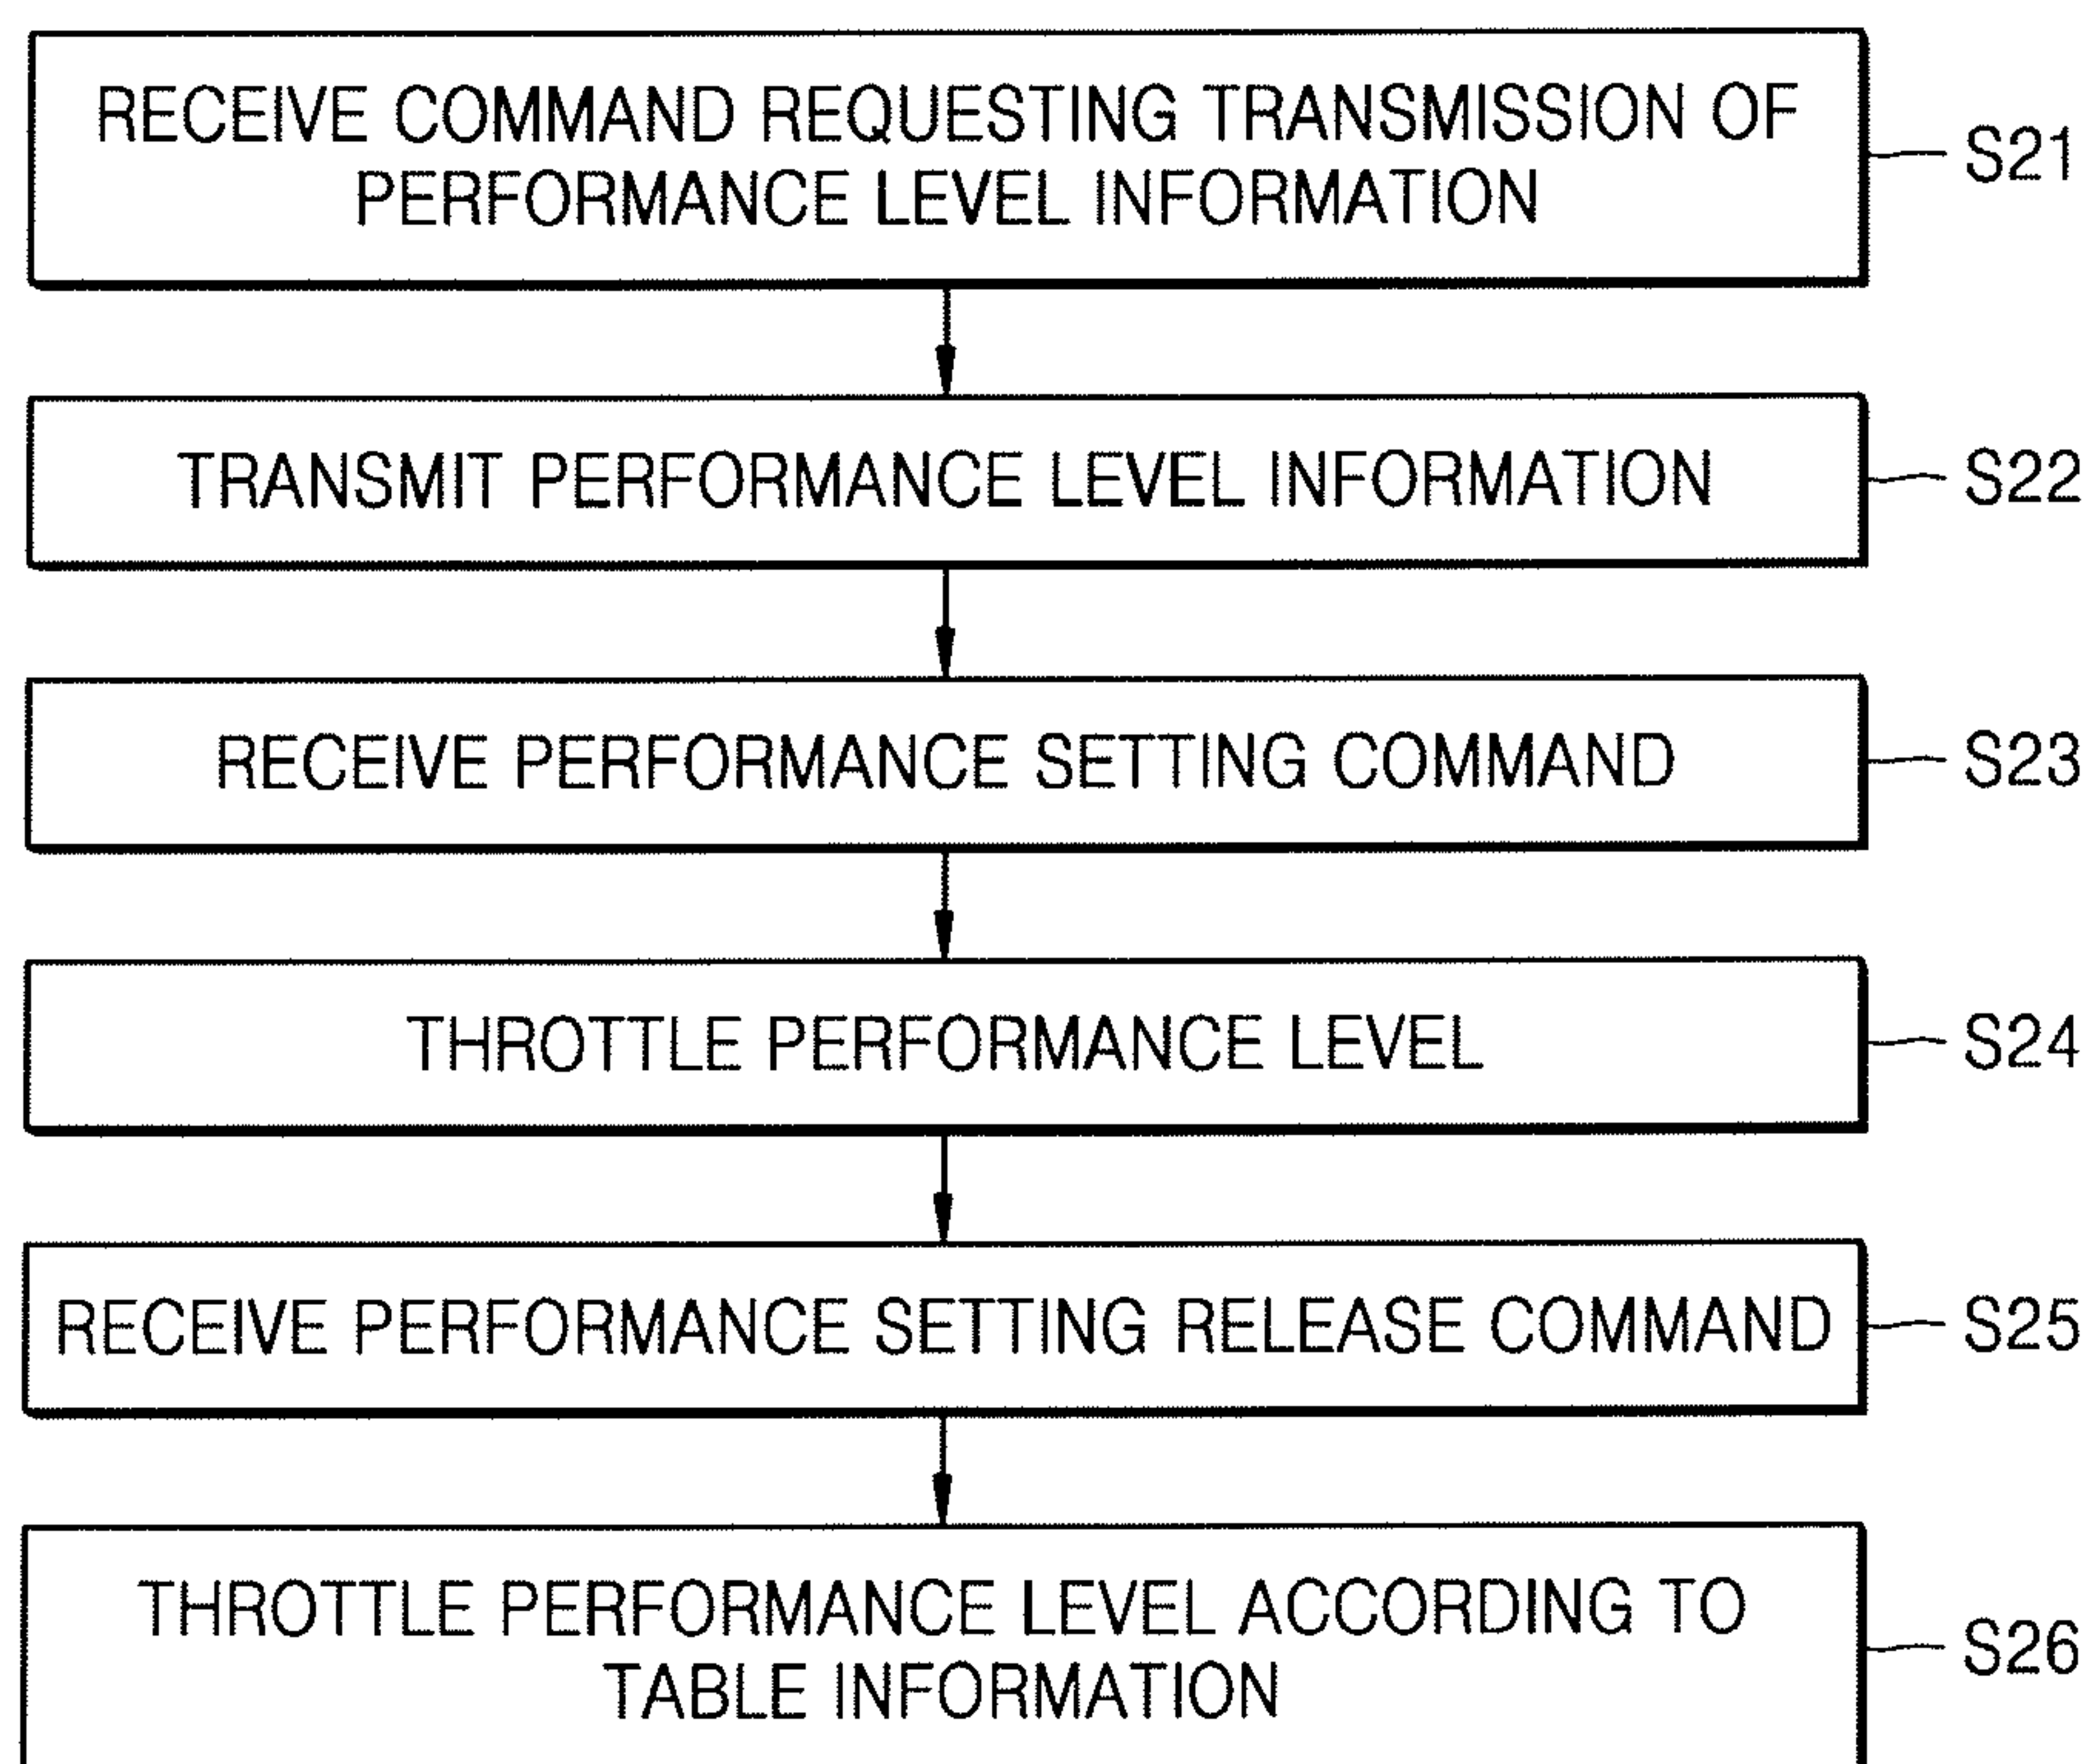 RECEIVE COMMAND REQUESTING TRANSMISSION OF
PERFORMANCE LEVEL INFORMATION
S21
TRANSMIT PERFORMANCE LEVEL INFORMATION
S22
RECEIVE PERFORMANCE SETTING COMMAND
S23
THROTTLE PERFORMANCE LEVEL
S24
RECEIVE PERFORMANCE SETTING RELEASE COMMAND
S25
THROTTLE PERFORMANCE LEVEL ACCORDING TO
TABLE INFORMATION
S26